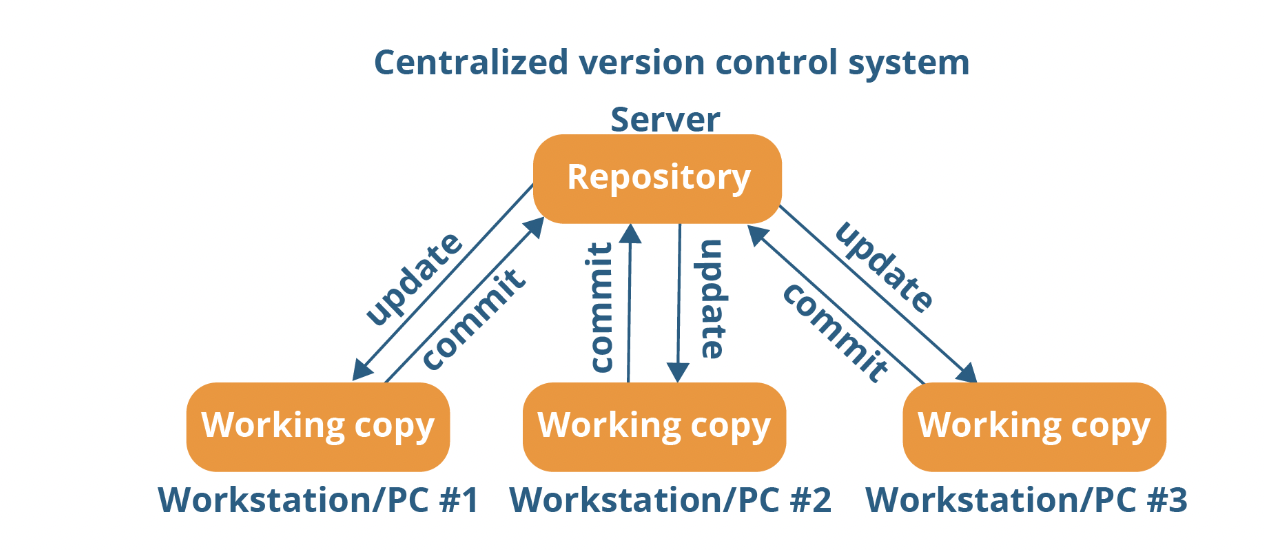 Centralized version control system
Server
Repository
update
commit
commit
update
commit
update
Working copy
Working copy
Working copy
Workstation/PC #1
Workstation/PC #2
Workstation/PC #3